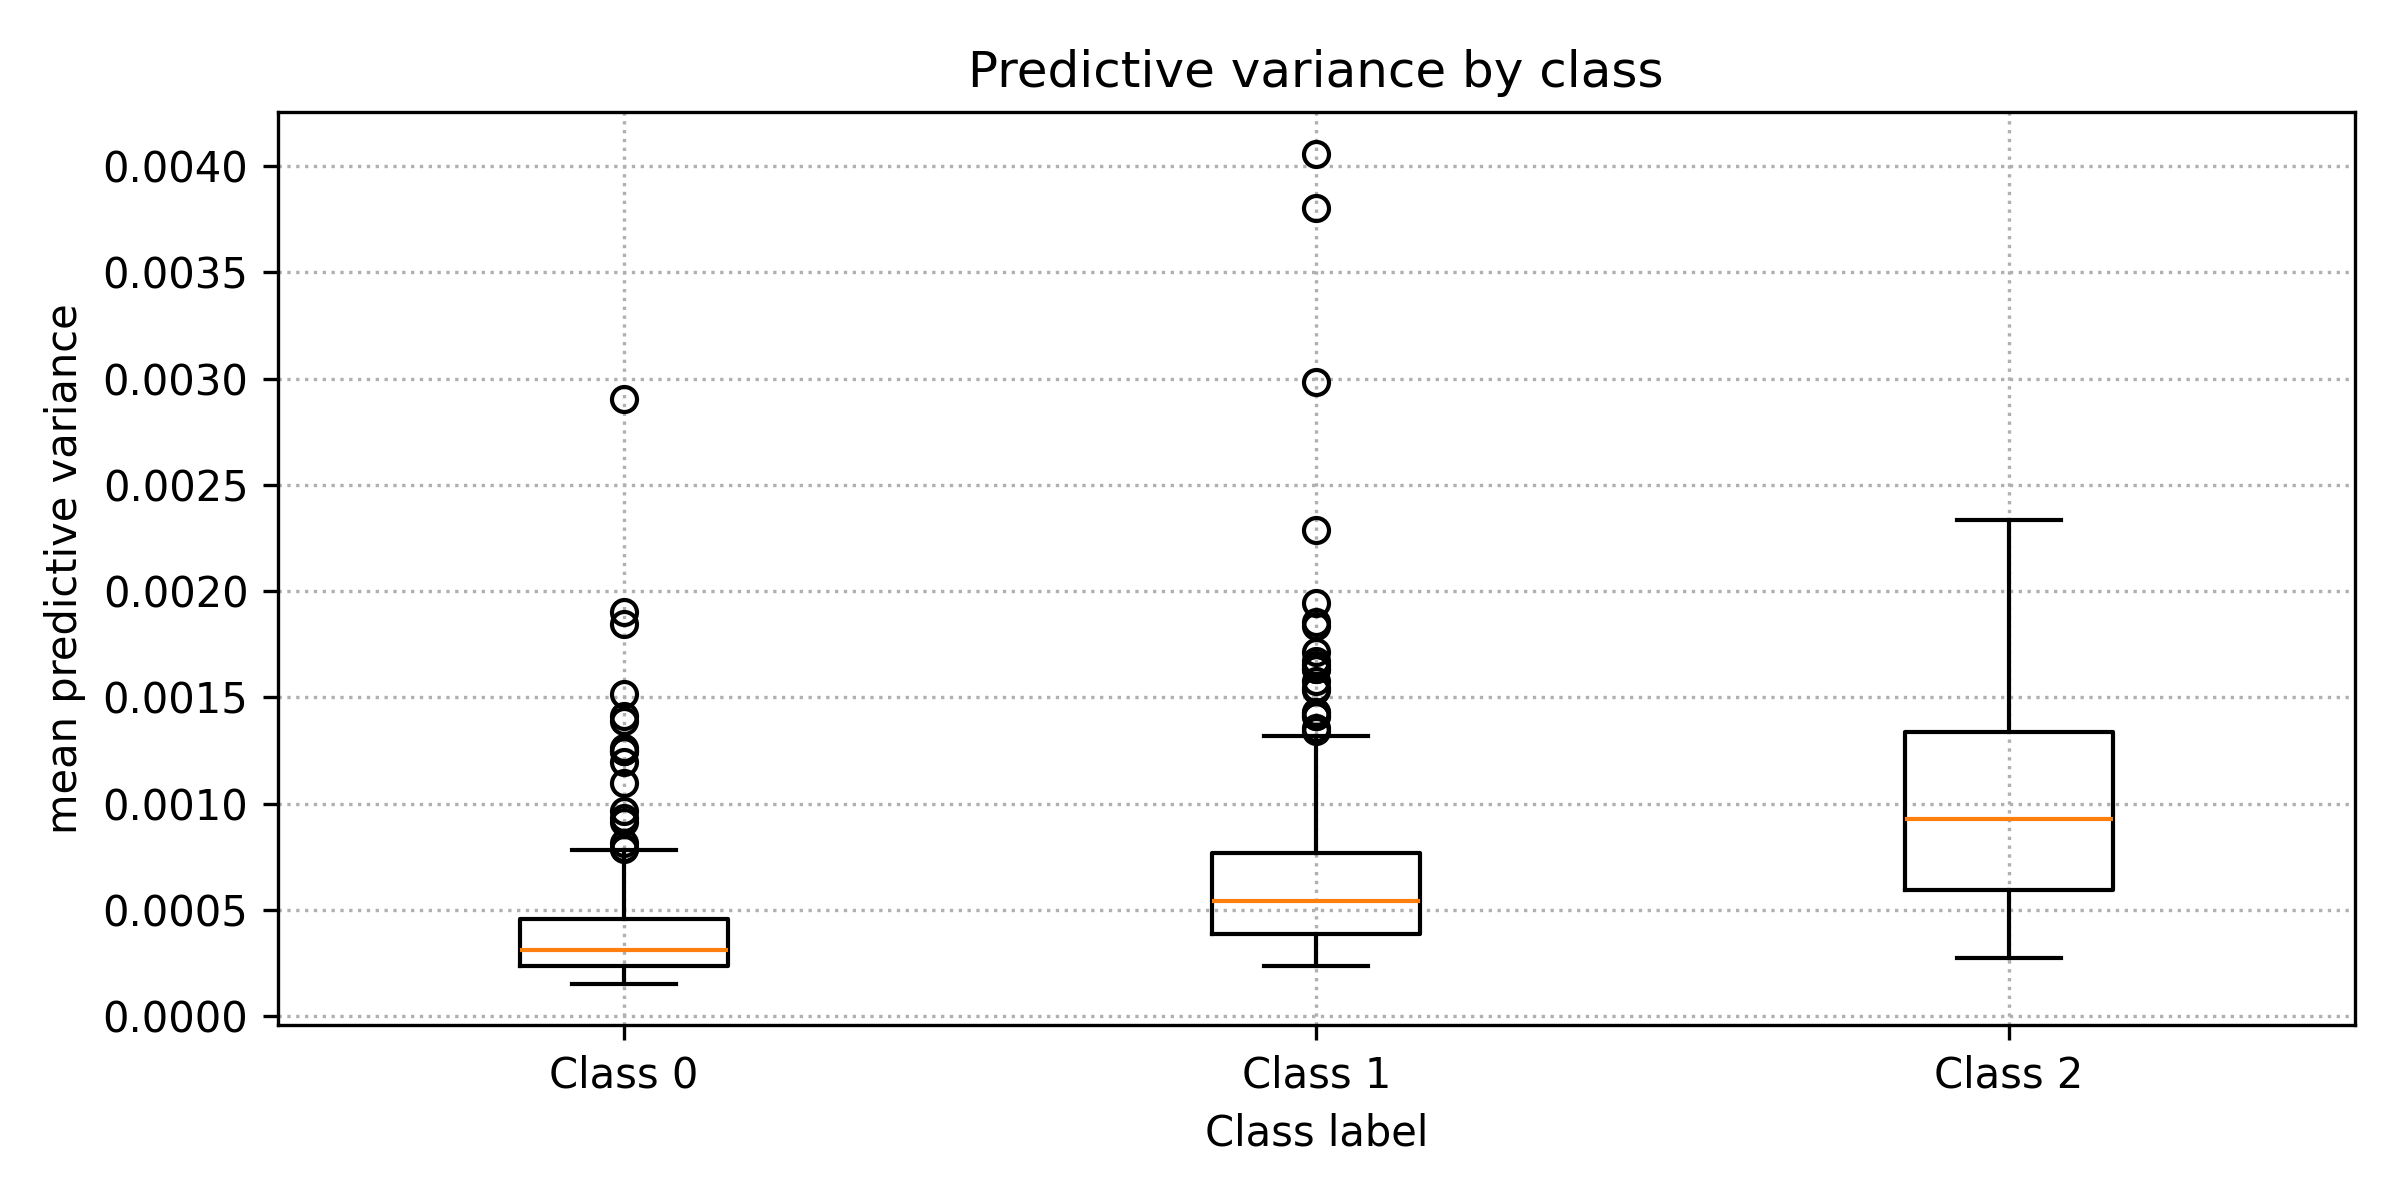 Predictive variance by class
mean predictive variance
0.0040
0.0035
0.0030
0.0025
0.0020
0.0015
0.0010
0.0005
0.0000
Class 0
Class 1
Class 2
Class label